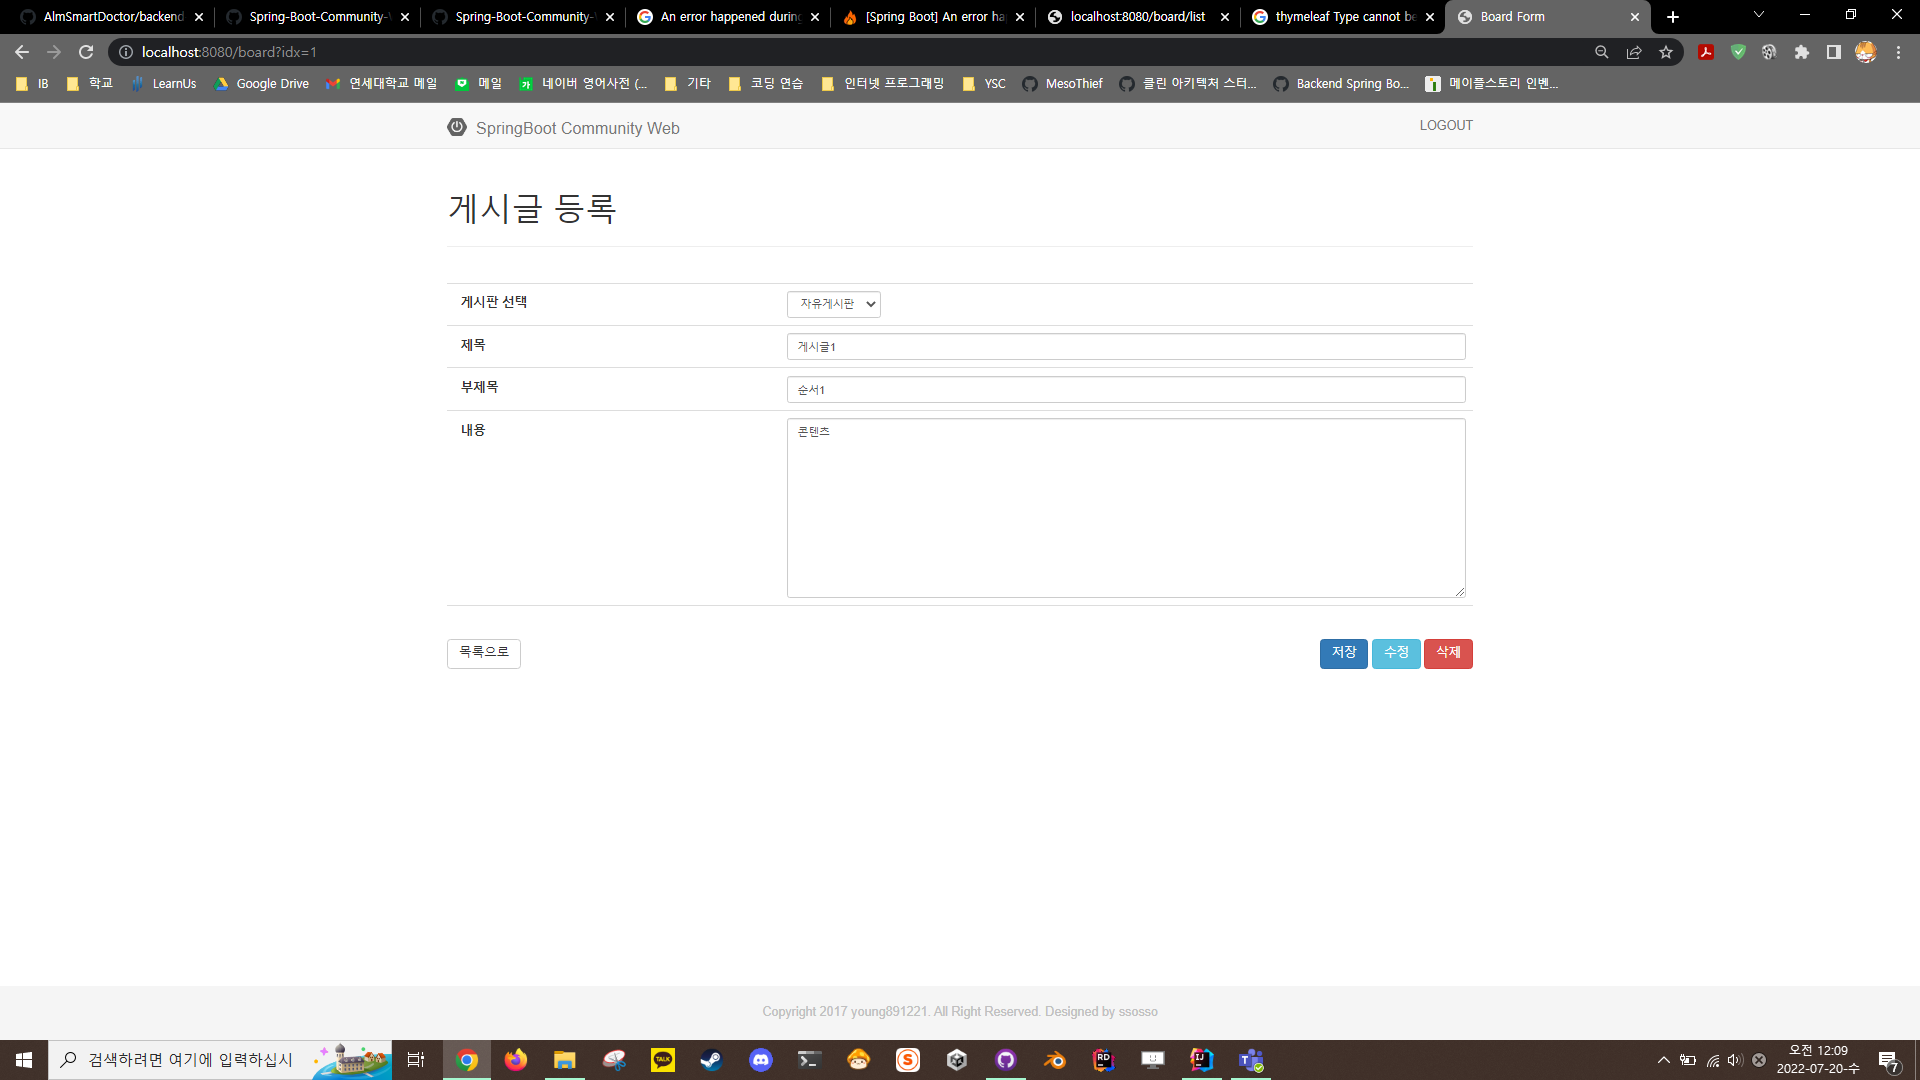 AlmSmartDoctor/backend
Spring-Boot-Community-
Spring-Boot-Community-
An error happened during
[Spring Boot] An error ha
localhost:8080/board/list
thymeleaf Type cannot be
Board Form
localhost:8080/board?idx=1
IB
학교
LearnUs
Google Drive
연세대학교 메일
메일
네이버 영어사전 (...
기타
코딩 연습
인터넷 프로그래밍
YSC
MesoThief
클린 아키텍처 스터...
Backend Spring Bo...
메이플스토리 인벤...
SpringBoot Community Web
LOGOUT
게시글 등록
게시판 선택
자유게시판
제목
게시글1
부제목
순서1
내용
콘텐츠
목록으로
저장
수정
삭제
Copyright 2017 young891221. All Right Reserved. Designed by ssosso
검색하려면 여기에 입력하십시
오전 12:09
2022-07-20-수
7